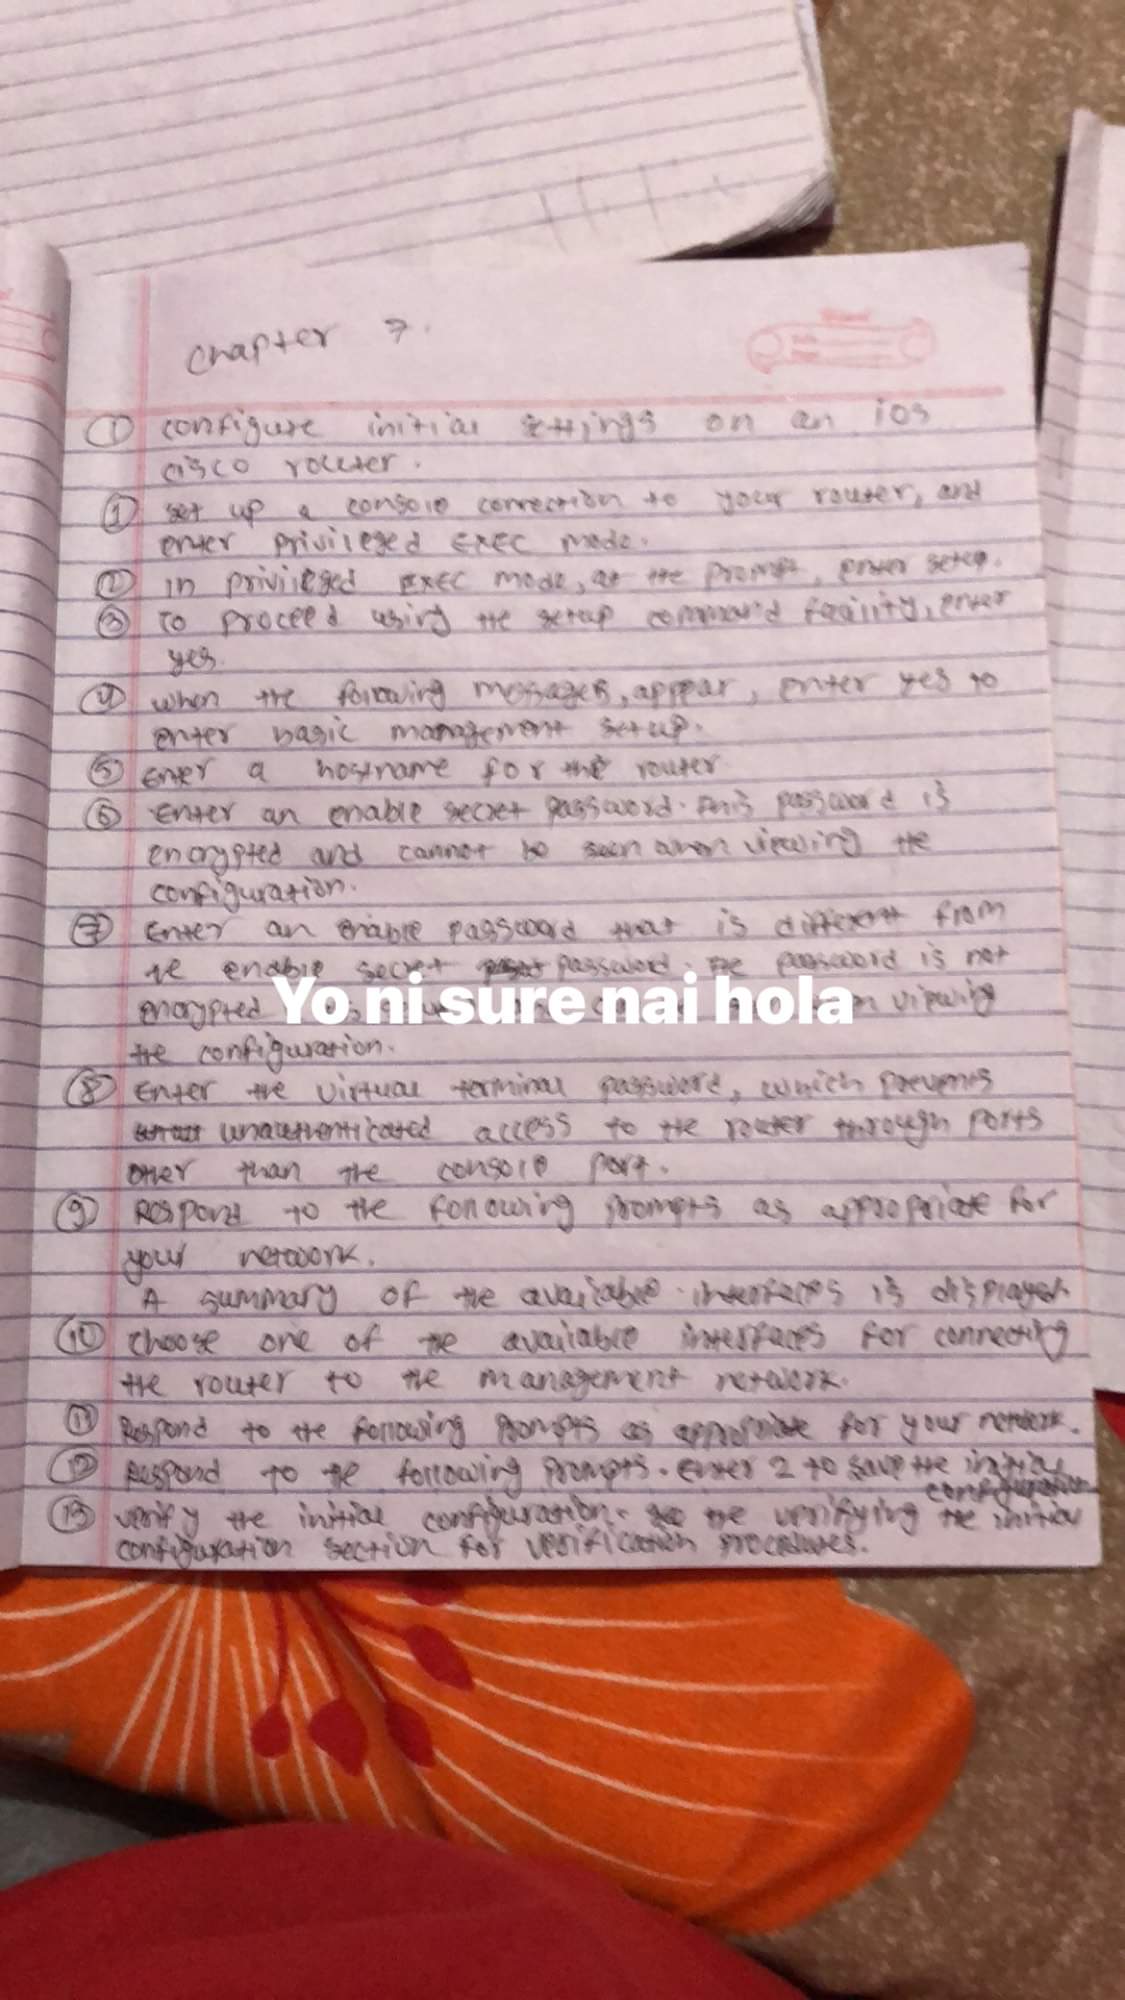 Chapter 7.
① configure initial settings on an ios
cisco router.
① set up a console connection to your router, and
enter privileged EXEC mode.
② in privileged EXEC mode, at the prompt, enter setup.
③ To proceed using the setup command facility, enter
yes.
④ when the following messages, appear, enter yes to
enter basic management setup.
⑤ Enter a hostname for the router
⑥ Enter an enable secret password. This password is
encrypted and cannot be seen when viewing the
configuration.
⑦ Enter an enable password that is different from
the enable secret password. The password is not
encrypted viewing
Yo ni sure nai hola
the configuration.
⑧ Enter the virtual terminal password, which prevents
unauthenticated access to the router through ports
other than the console port.
⑨ Respond to the following prompts as appropriate for
your network.
A summary of the available interfaces is displayed.
⑩ choose one of the available interfaces for connecting
the router to the management network.
⑪ Respond to the following prompts as appropriate for your network.
⑫ Respond to the following prompts. Enter 2 to save the initial
configuration
⑬ verify the initial configuration. the verifying the initial
configuration section for verification procedures.